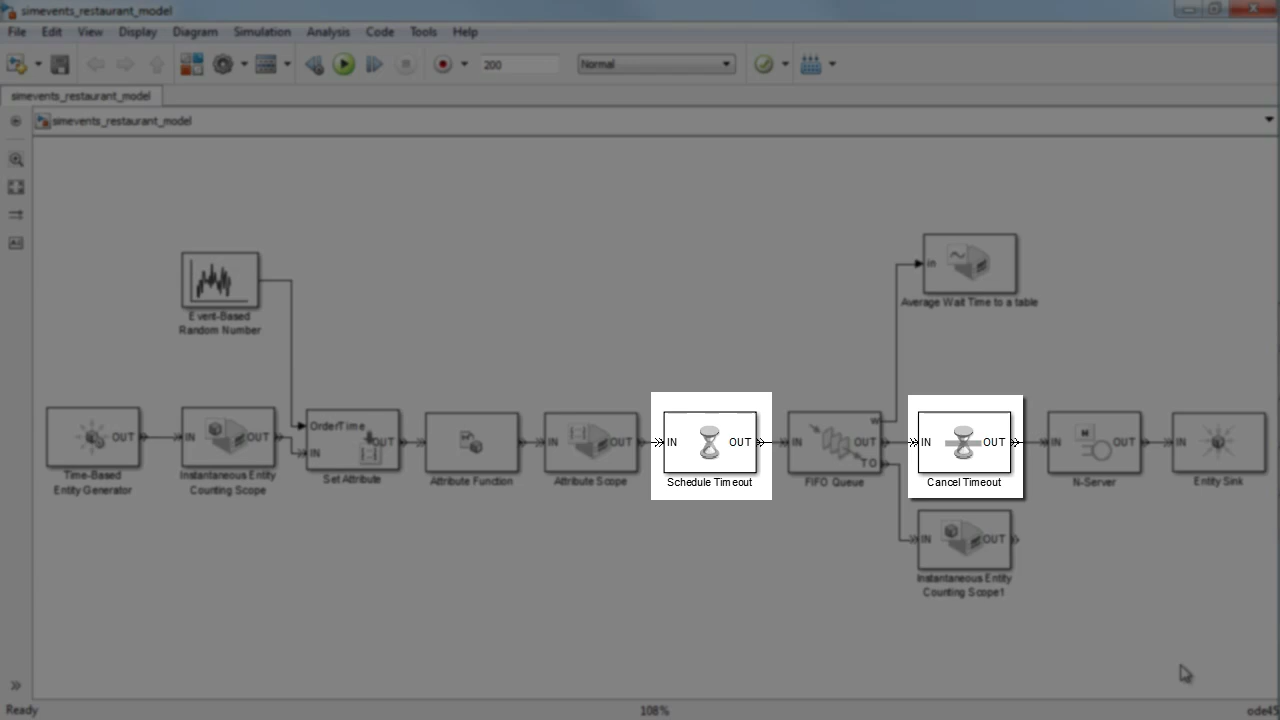 simevents_restaurant_model
File Edit View Display Diagram Simulation Analysis Code Tools Help
200 Normal
simevents_restaurant_model
simevents_restaurant_model
In
Average Wait Time to a table
Event-Based
Random Number
OUT
Time-Based
Entity Generator
IN OUT
Instantaneous Entity
Counting Scope
OrderTime
OUT
IN
Set Attribute
Attribute Function
IN OUT
Attribute Scope
IN OUT
Schedule Timeout
w
IN OUT
TO
FIFO Queue
IN OUT
Cancel Timeout
IN OUT
N-Server
IN
Entity Sink
IN OUT
Instantaneous Entity
Counting Scope1
Ready 108% ode45